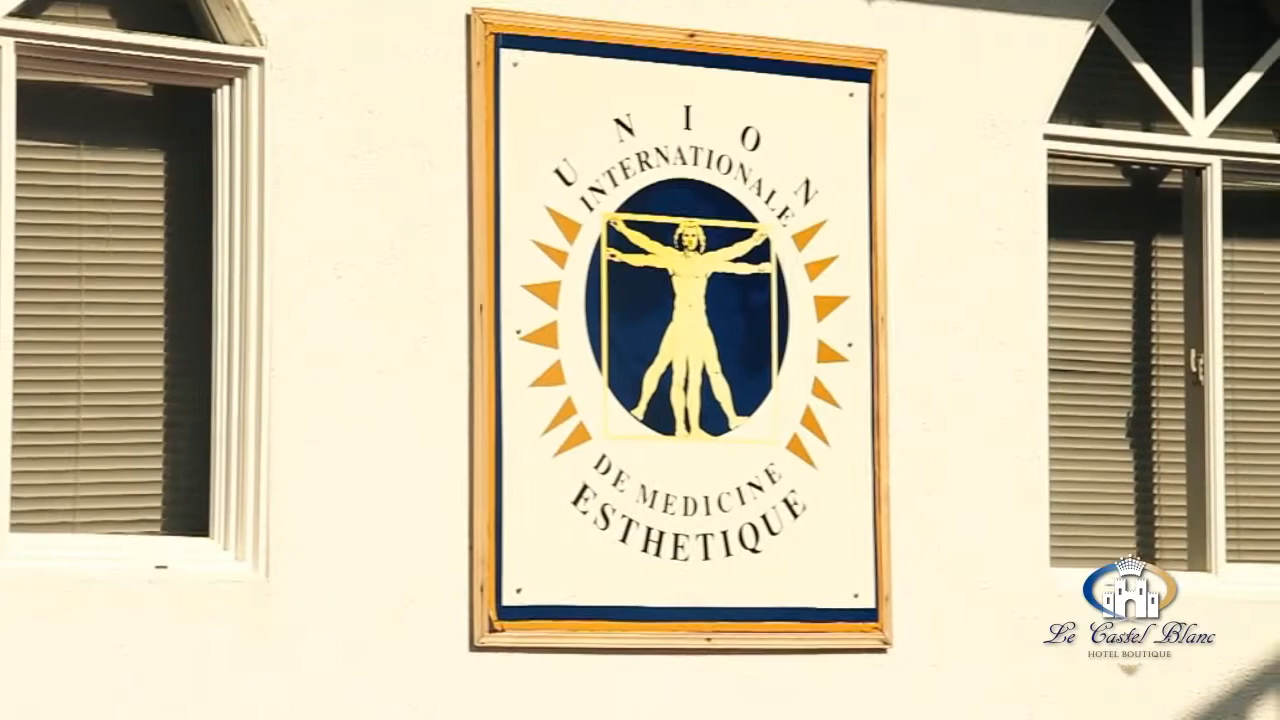 UNION
INTERNATIONALE
DE MEDICINE
ESTHETIQUE
Le Castel Blanc
HOTEL BOUTIQUE